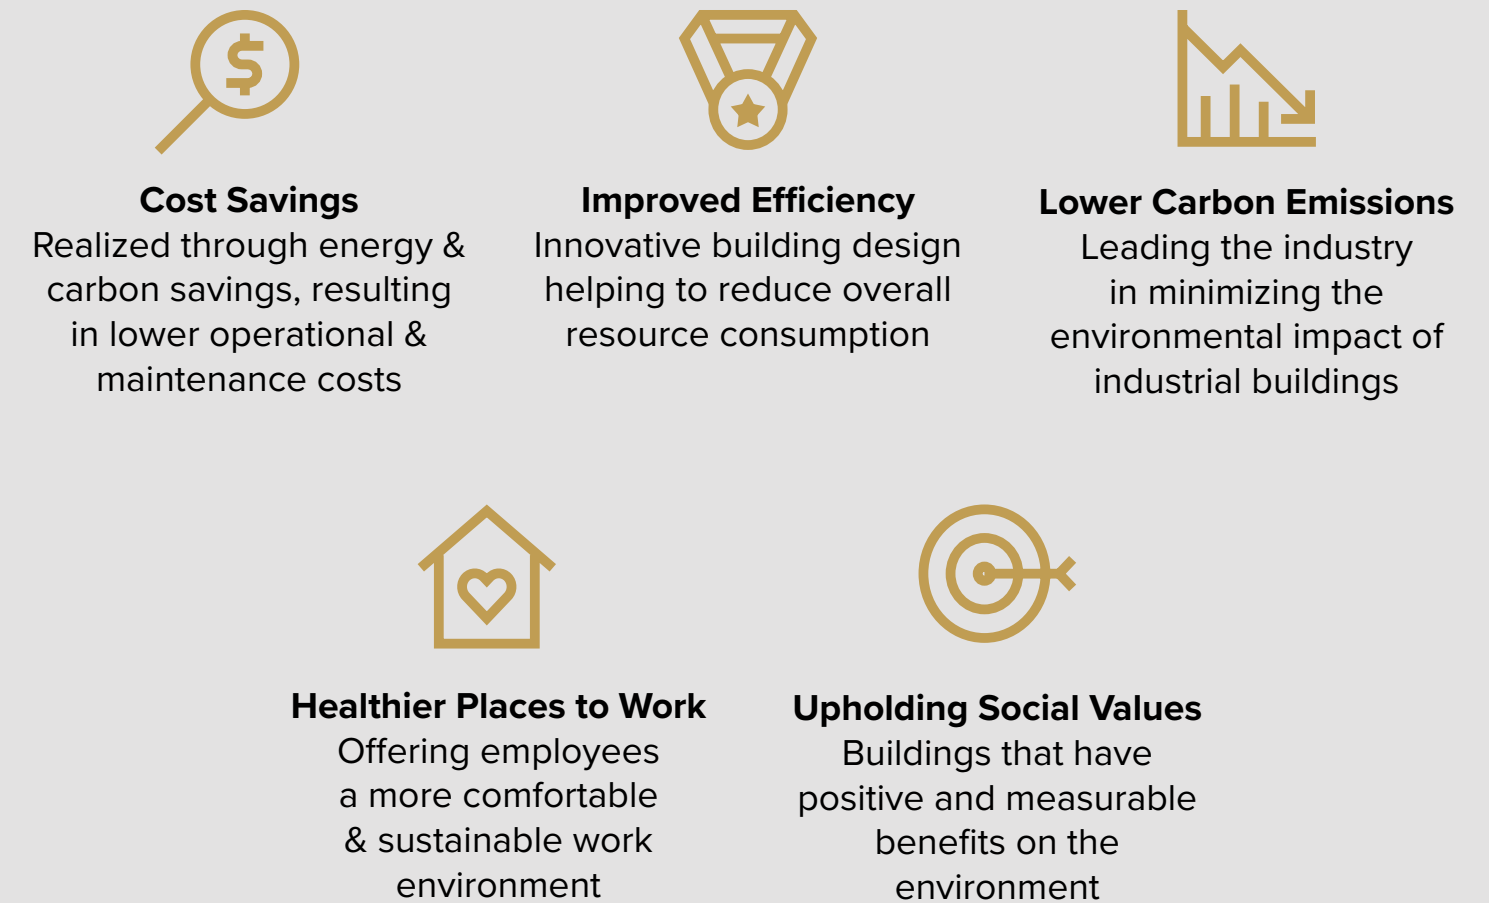 Cost Savings
Realized through energy &
carbon savings, resulting
in lower operational &
maintenance costs
Improved Efficiency
Innovative building design
helping to reduce overall
resource consumption
Lower Carbon Emissions
Leading the industry
in minimizing the
environmental impact of
industrial buildings
Healthier Places to Work
Offering employees
a more comfortable
& sustainable work
environment
Upholding Social Values
Buildings that have
positive and measurable
benefits on the
environment